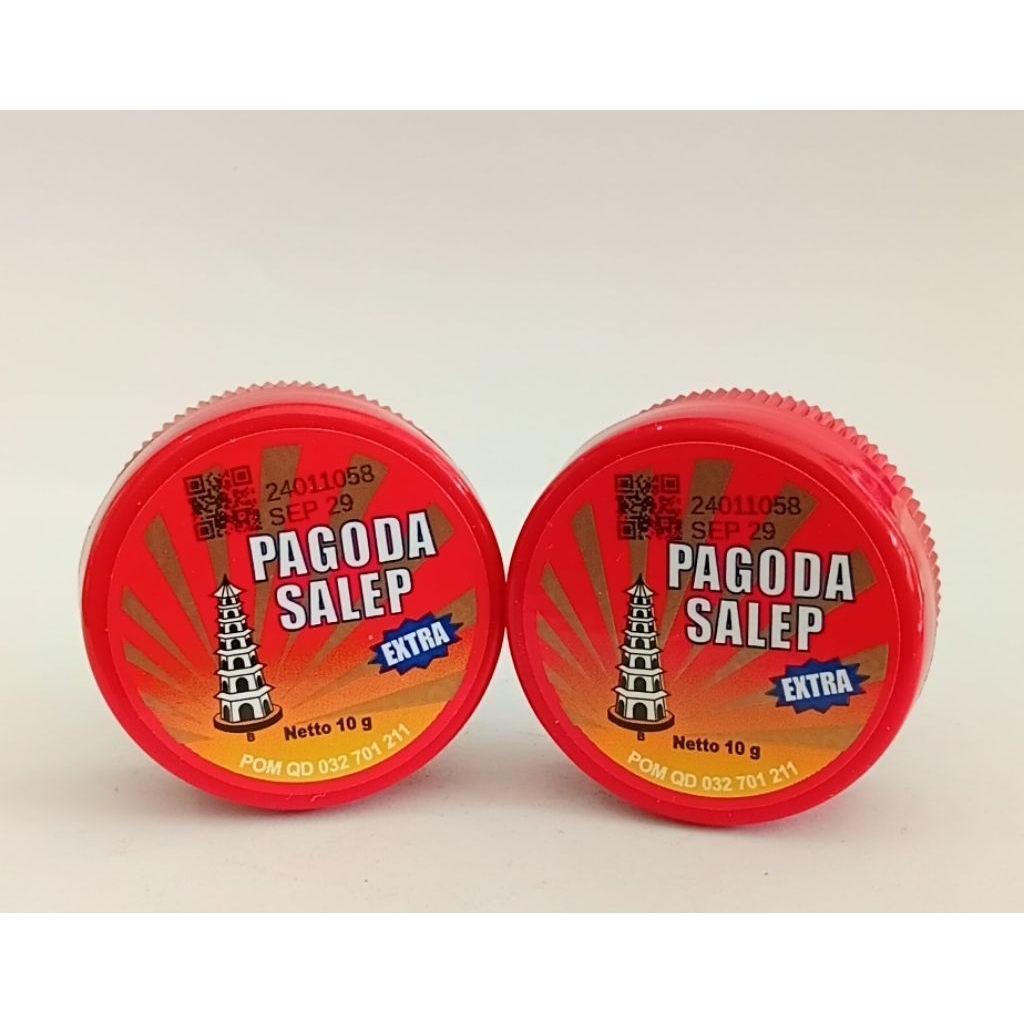 24011058
SEP 29
PAGODA
SALEP
EXTRA
B
Netto 10 g
POM QD 032 701 211
24011058
SEP 29
PAGODA
SALEP
EXTRA
B
Netto 10 g
POM QD 032 701 211